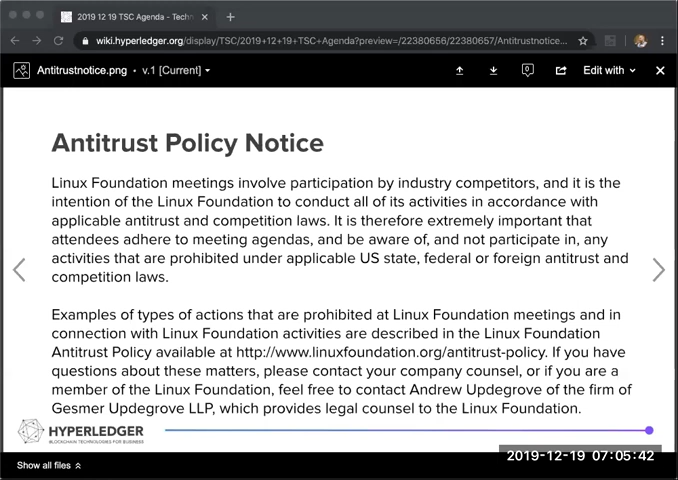 2019 12 19 TSC Agenda - Techn
wiki.hyperledger.org/display/TSC/2019+12+19+TSC+Agenda?preview=/22380656/22380657/Antitrustnotice...
Antitrustnotice.png • v.1 [Current]
0
Edit with
Antitrust Policy Notice
Linux Foundation meetings involve participation by industry competitors, and it is the
intention of the Linux Foundation to conduct all of its activities in accordance with
applicable antitrust and competition laws. It is therefore extremely important that
attendees adhere to meeting agendas, and be aware of, and not participate in, any
activities that are prohibited under applicable US state, federal or foreign antitrust and
competition laws.
Examples of types of actions that are prohibited at Linux Foundation meetings and in
connection with Linux Foundation activities are described in the Linux Foundation
Antitrust Policy available at http://www.linuxfoundation.org/antitrust-policy. If you have
questions about these matters, please contact your company counsel, or if you are a
member of the Linux Foundation, feel free to contact Andrew Updegrove of the firm of
Gesmer Updegrove LLP, which provides legal counsel to the Linux Foundation.
HYPERLEDGER
BLOCKCHAIN TECHNOLOGIES FOR BUSINESS
2019-12-19 07:05:42
Show all files